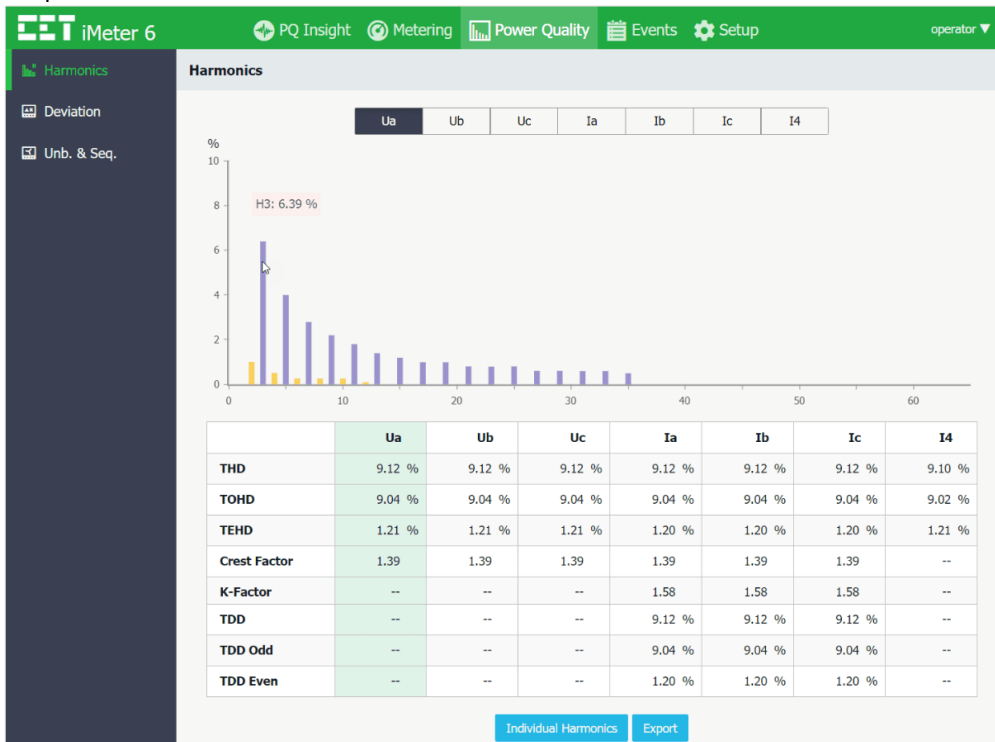 CET iMeter 6 PQ Insight Metering Power Quality Events Setup operator ▼
Harmonics
Deviation
Unb. & Seq.
Harmonics
Ua Ub Uc Ia Ib Ic I4
%
10
8
6
4
2
0
H3: 6.39 %
0 10 20 30 40 50 60
Ua Ub Uc Ia Ib Ic I4
THD 9.12 % 9.12 % 9.12 % 9.12 % 9.12 % 9.12 % 9.10 %
TOHD 9.04 % 9.04 % 9.04 % 9.04 % 9.04 % 9.04 % 9.02 %
TEHD 1.21 % 1.21 % 1.21 % 1.20 % 1.20 % 1.20 % 1.21 %
Crest Factor 1.39 1.39 1.39 1.39 1.39 1.39 --
K-Factor -- -- -- 1.58 1.58 1.58 --
TDD -- -- -- 9.12 % 9.12 % 9.12 % --
TDD Odd -- -- -- 9.04 % 9.04 % 9.04 % --
TDD Even -- -- -- 1.20 % 1.20 % 1.20 % --
Individual Harmonics Export